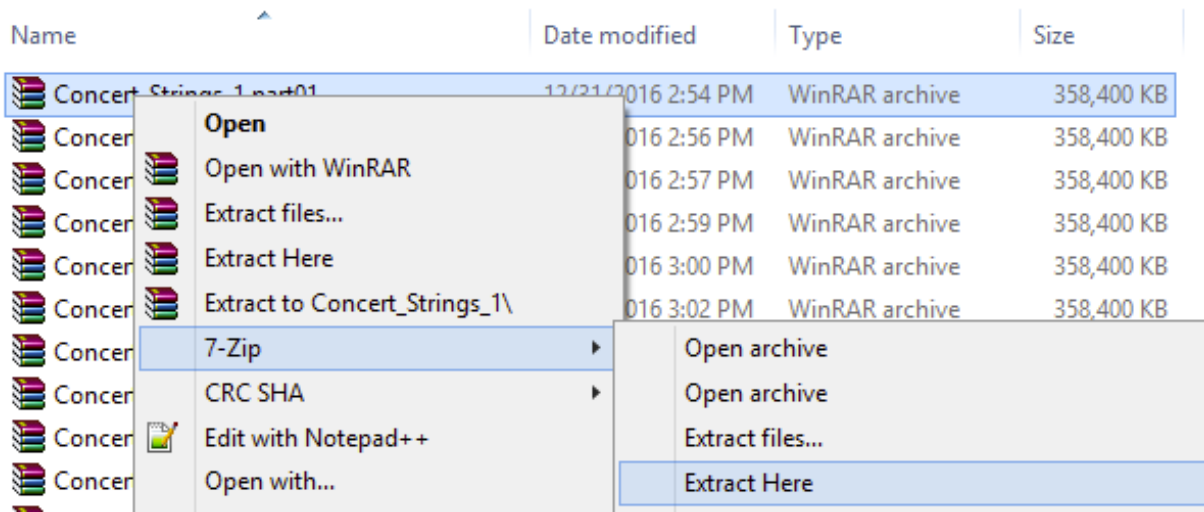 Name Date modified Type Size
Concert_Strings_1.part01 12/31/2016 2:54 PM WinRAR archive 358,400 KB
Open
Concer 016 2:56 PM WinRAR archive 358,400 KB
Open with WinRAR
Concer 016 2:57 PM WinRAR archive 358,400 KB
Extract files...
Concer 016 2:59 PM WinRAR archive 358,400 KB
Extract Here
Concer 016 3:00 PM WinRAR archive 358,400 KB
Extract to Concert_Strings_1\
Concer 016 3:02 PM WinRAR archive 358,400 KB
Concer 7-Zip Open archive
Concer CRC SHA Open archive
Concer Edit with Notepad++ Extract files...
Concer Open with... Extract Here